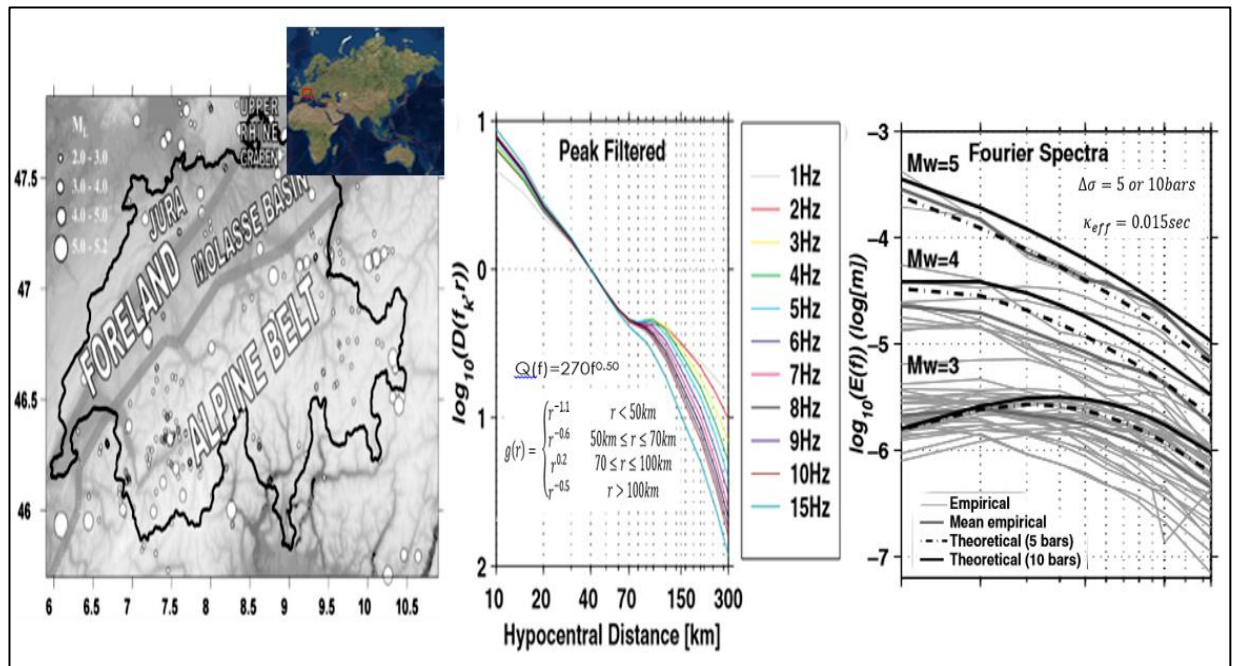 UPPER
RHINE
GRABEN
M_L
2.0 - 3.0
3.0 - 4.0
4.0 - 5.0
5.0 - 5.2
JURA
MOLASSE BASIN
FORELAND
ALPINE BELT
47.5
47
46.5
46
6 6.5 7 7.5 8 8.5 9 9.5 10 10.5
Peak Filtered
log₁₀(D(fₖ, r))
1
0
1
2
Q(f)=270f^0.50
g(r) =
r^−1.1 r < 50km
r^−0.6 50km ≤ r ≤ 70km
r^0.2 70 ≤ r ≤ 100km
r^−0.5 r > 100km
10 20 40 70 150 300
Hypocentral Distance [km]
1Hz
2Hz
3Hz
4Hz
5Hz
6Hz
7Hz
8Hz
9Hz
10Hz
15Hz
log₁₀(E(f)) (log[m])
-3
-4
-5
-6
-7
Fourier Spectra
Δσ = 5 or 10bars
κ_eff = 0.015sec
Mw=5
Mw=4
Mw=3
Empirical
Mean empirical
Theoretical (5 bars)
Theoretical (10 bars)